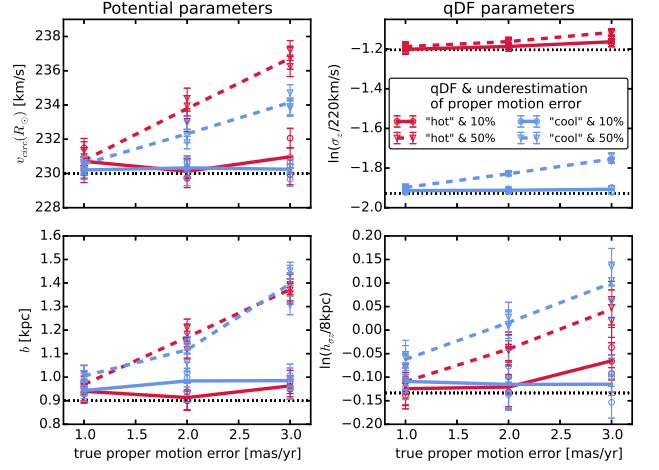 Potential parameters
qDF parameters
v_circ(R_⊙) [km/s]
238
236
234
232
230
228
ln(σ_z/220km/s)
−1.2
−1.4
−1.6
−1.8
−2.0
qDF & underestimation
of proper motion error
"hot" & 10%
"cool" & 10%
"hot" & 50%
"cool" & 50%
b [kpc]
1.6
1.4
1.3
1.2
1.1
1.0
0.9
0.8
1.0
1.5
2.0
2.5
3.0
true proper motion error [mas/yr]
ln(h_σz/8kpc)
0.20
0.15
0.10
0.05
0.00
−0.05
−0.10
−0.15
−0.20
1.0
1.5
2.0
2.5
3.0
true proper motion error [mas/yr]